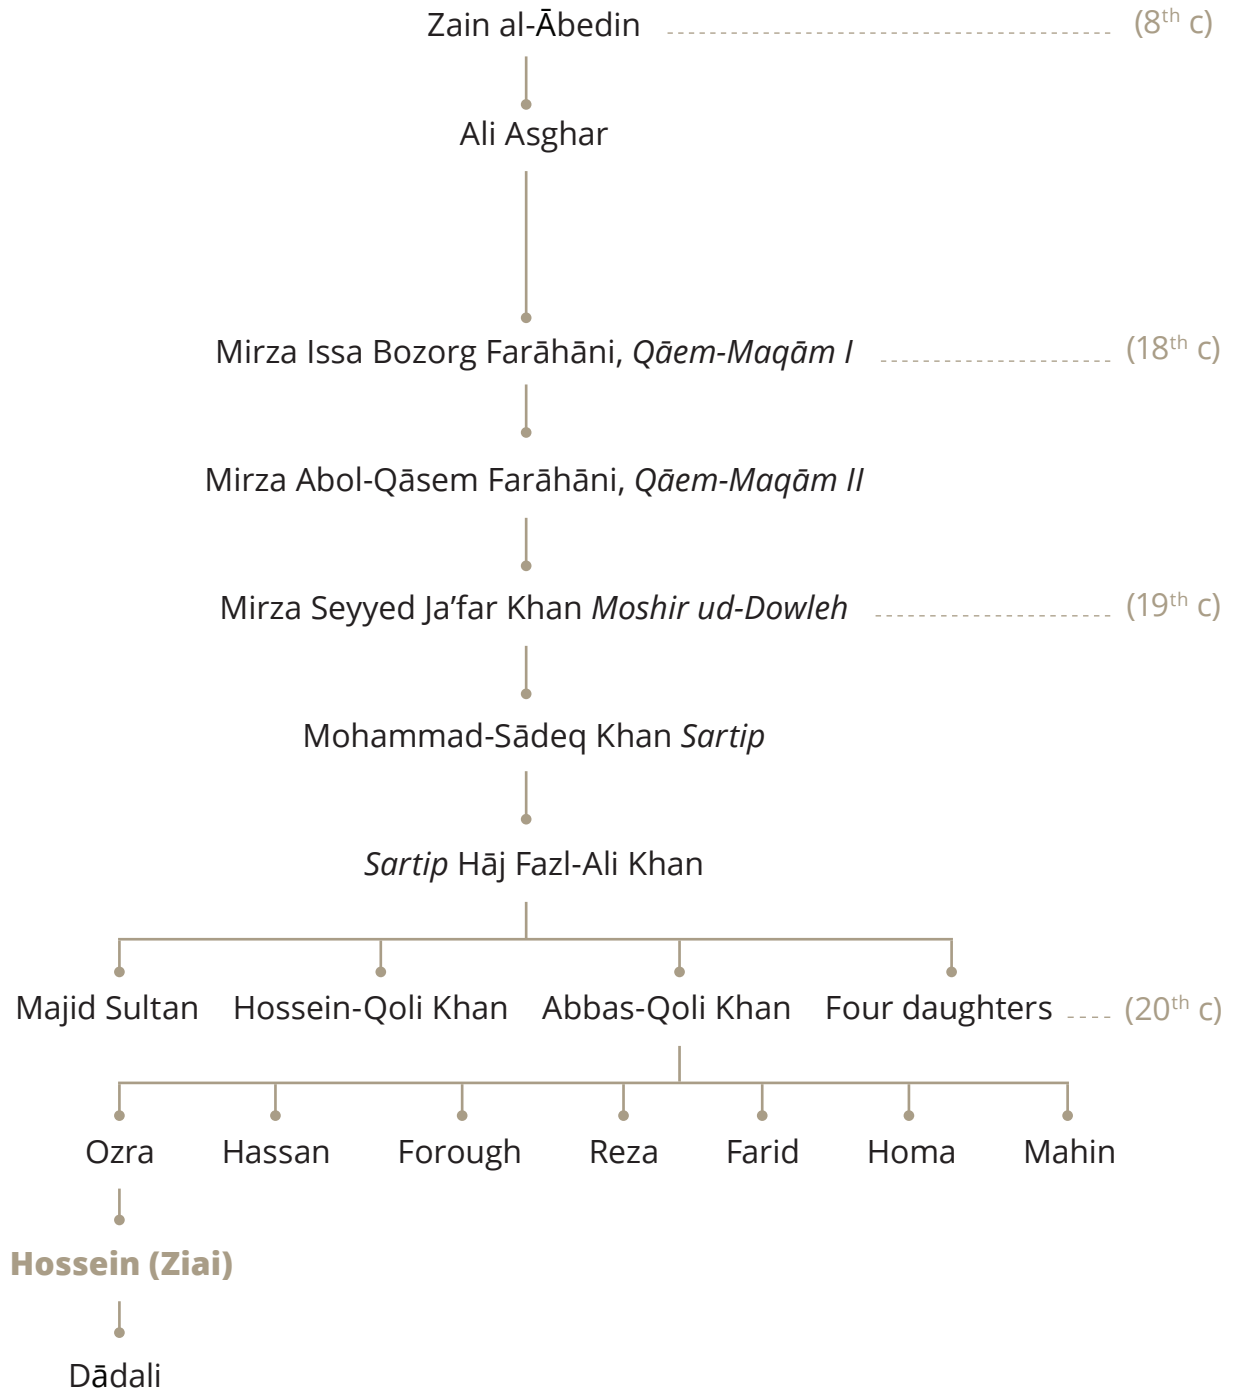 Zain al-Ābedin (8th c)
Ali Asghar
Mirza Issa Bozorg Farāhāni, Qāem-Maqām I (18th c)
Mirza Abol-Qāsem Farāhāni, Qāem-Maqām II
Mirza Seyyed Ja’far Khan Moshir ud-Dowleh (19th c)
Mohammad-Sādeq Khan Sartip
Sartip Hāj Fazl-Ali Khan
Majid Sultan Hossein-Qoli Khan Abbas-Qoli Khan Four daughters (20th c)
Ozra Hassan Forough Reza Farid Homa Mahin
Hossein (Ziai)
Dādali